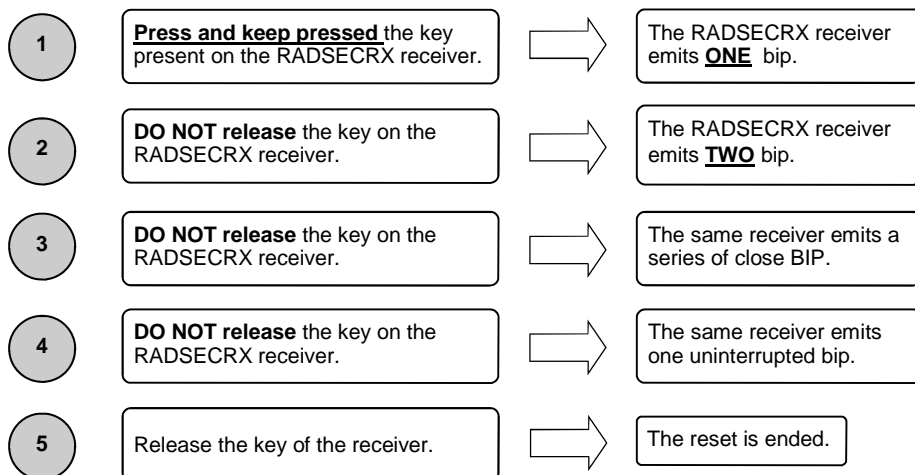 1
Press and keep pressed the key
present on the RADSECRX receiver.
The RADSECRX receiver
emits ONE bip.
2
DO NOT release the key on the
RADSECRX receiver.
The RADSECRX receiver
emits TWO bip.
3
DO NOT release the key on the
RADSECRX receiver.
The same receiver emits a
series of close BIP.
4
DO NOT release the key on the
RADSECRX receiver.
The same receiver emits
one uninterrupted bip.
5
Release the key of the receiver.
The reset is ended.